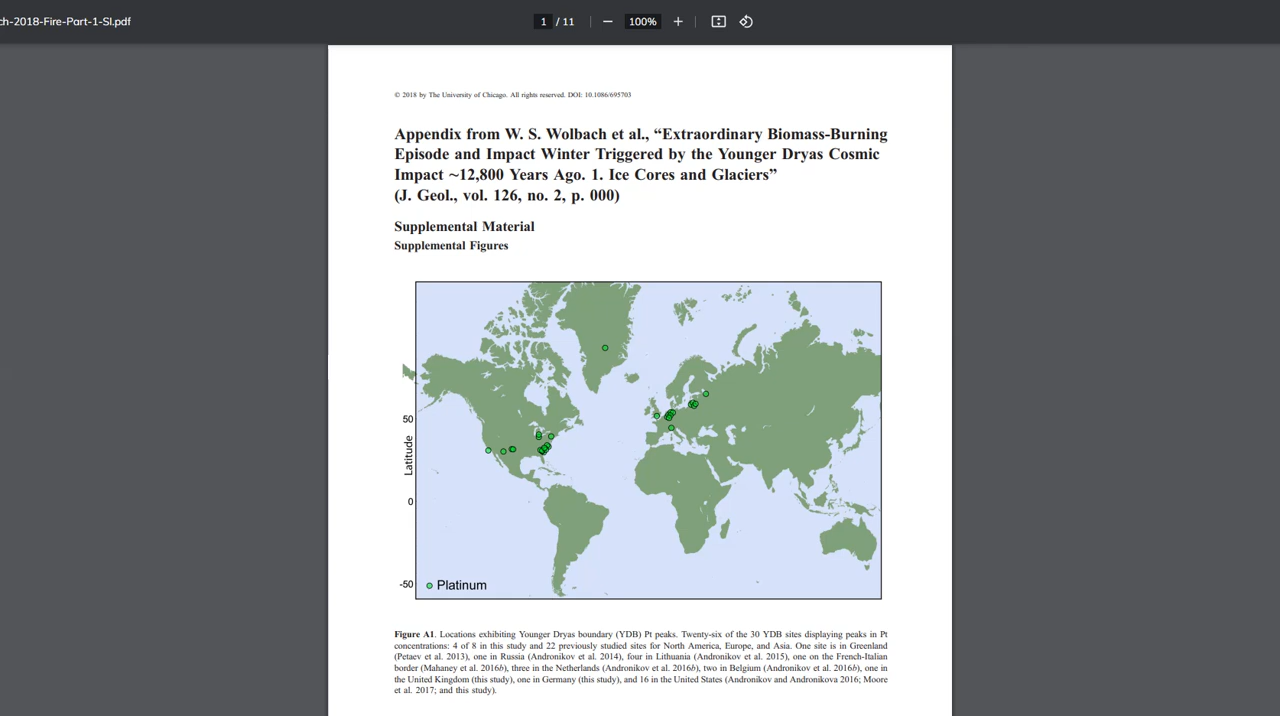 ch-2018-Fire-Part-1-SI.pdf
1 / 11
100%
© 2018 by The University of Chicago. All rights reserved. DOI: 10.1086/695703
Appendix from W. S. Wolbach et al., “Extraordinary Biomass-Burning
Episode and Impact Winter Triggered by the Younger Dryas Cosmic
Impact ~12,800 Years Ago. 1. Ice Cores and Glaciers”
(J. Geol., vol. 126, no. 2, p. 000)
Supplemental Material
Supplemental Figures
50
Latitude
0
-50
Platinum
Figure A1. Locations exhibiting Younger Dryas boundary (YDB) Pt peaks. Twenty-six of the 30 YDB sites displaying peaks in Pt
concentrations: 4 of 8 in this study and 22 previously studied sites for North America, Europe, and Asia. One site is in Greenland
(Petaev et al. 2013), one in Russia (Andronikov et al. 2014), four in Lithuania (Andronikov et al. 2015), one on the French-Italian
border (Mahaney et al. 2016b), three in the Netherlands (Andronikov et al. 2016b), two in Belgium (Andronikov et al. 2016b), one in
the United Kingdom (this study), one in Germany (this study), and 16 in the United States (Andronikov and Andronikova 2016; Moore
et al. 2017; and this study).